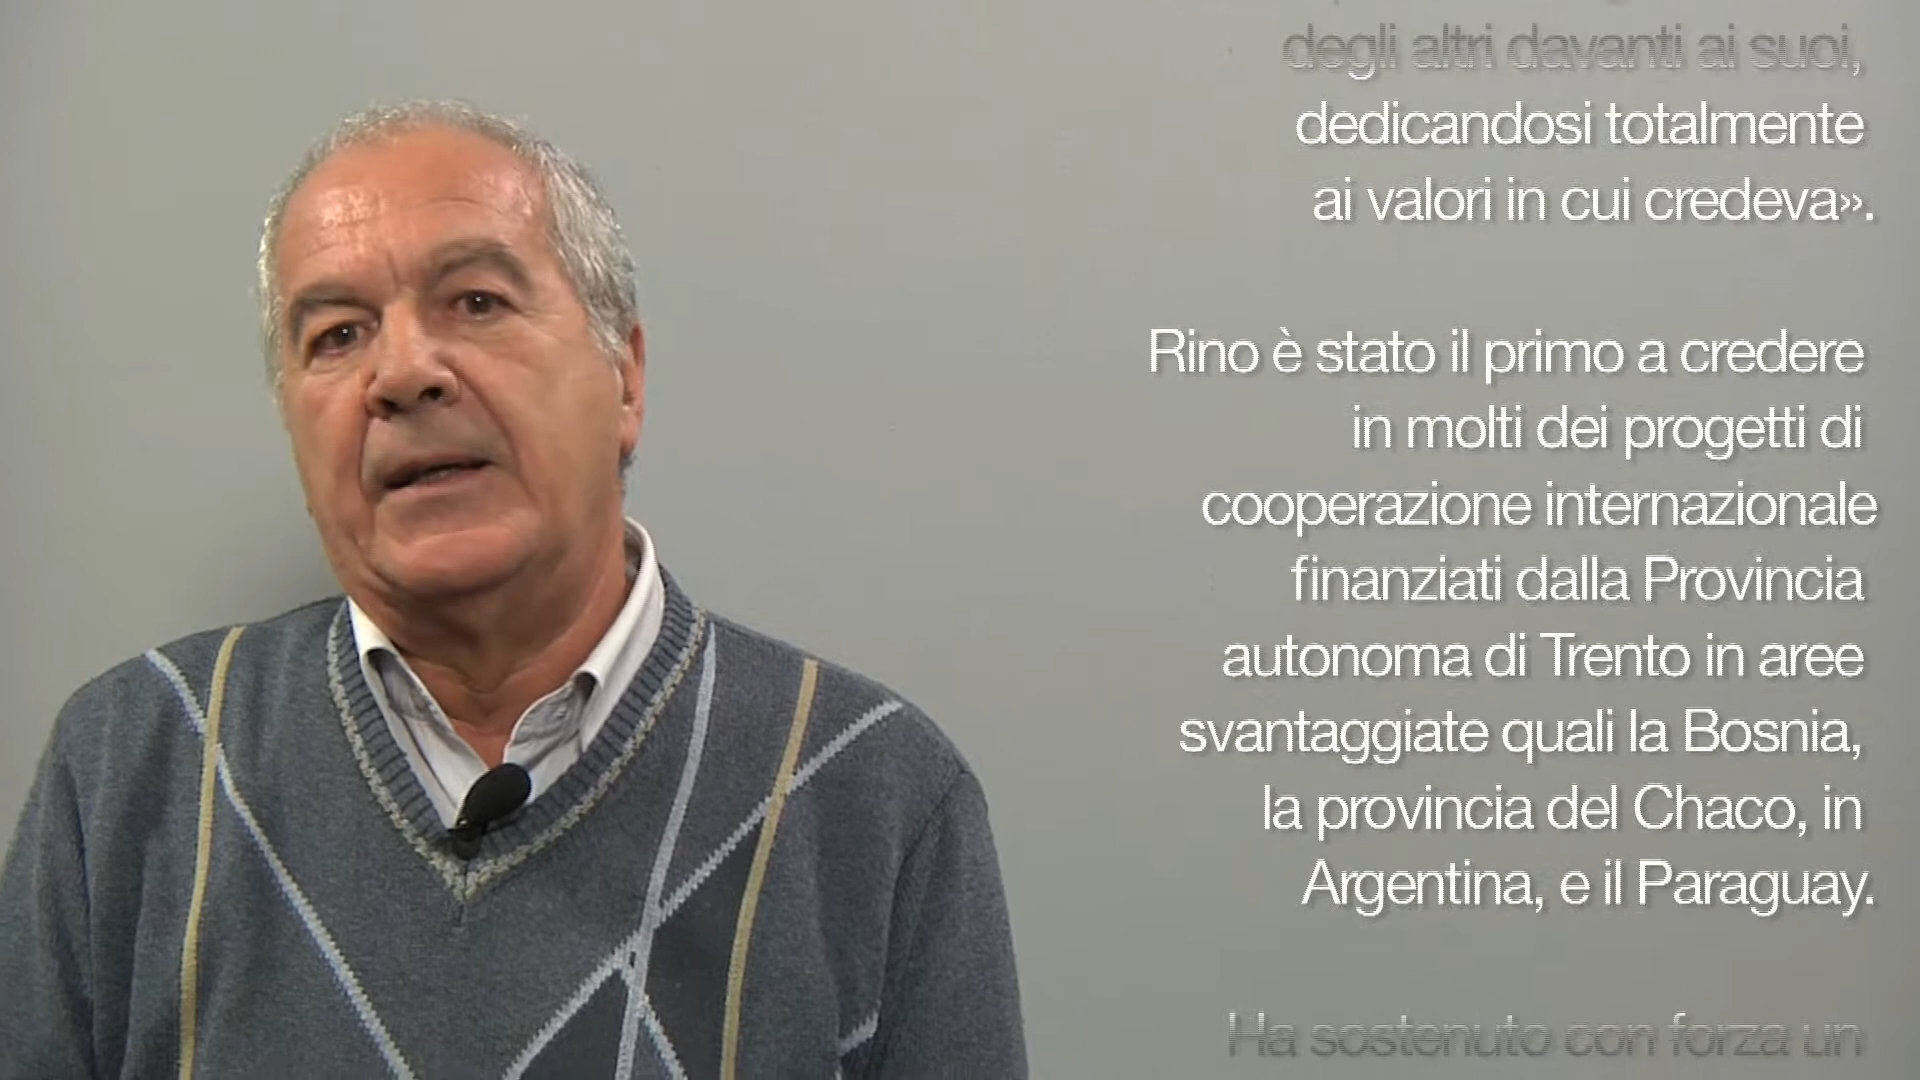 degli altri davanti ai suoi,
dedicandosi totalmente
ai valori in cui credeva».
Rino è stato il primo a credere
in molti dei progetti di
cooperazione internazionale
finanziati dalla Provincia
autonoma di Trento in aree
svantaggiate quali la Bosnia,
la provincia del Chaco, in
Argentina, e il Paraguay.
Ha sostenuto con forza un